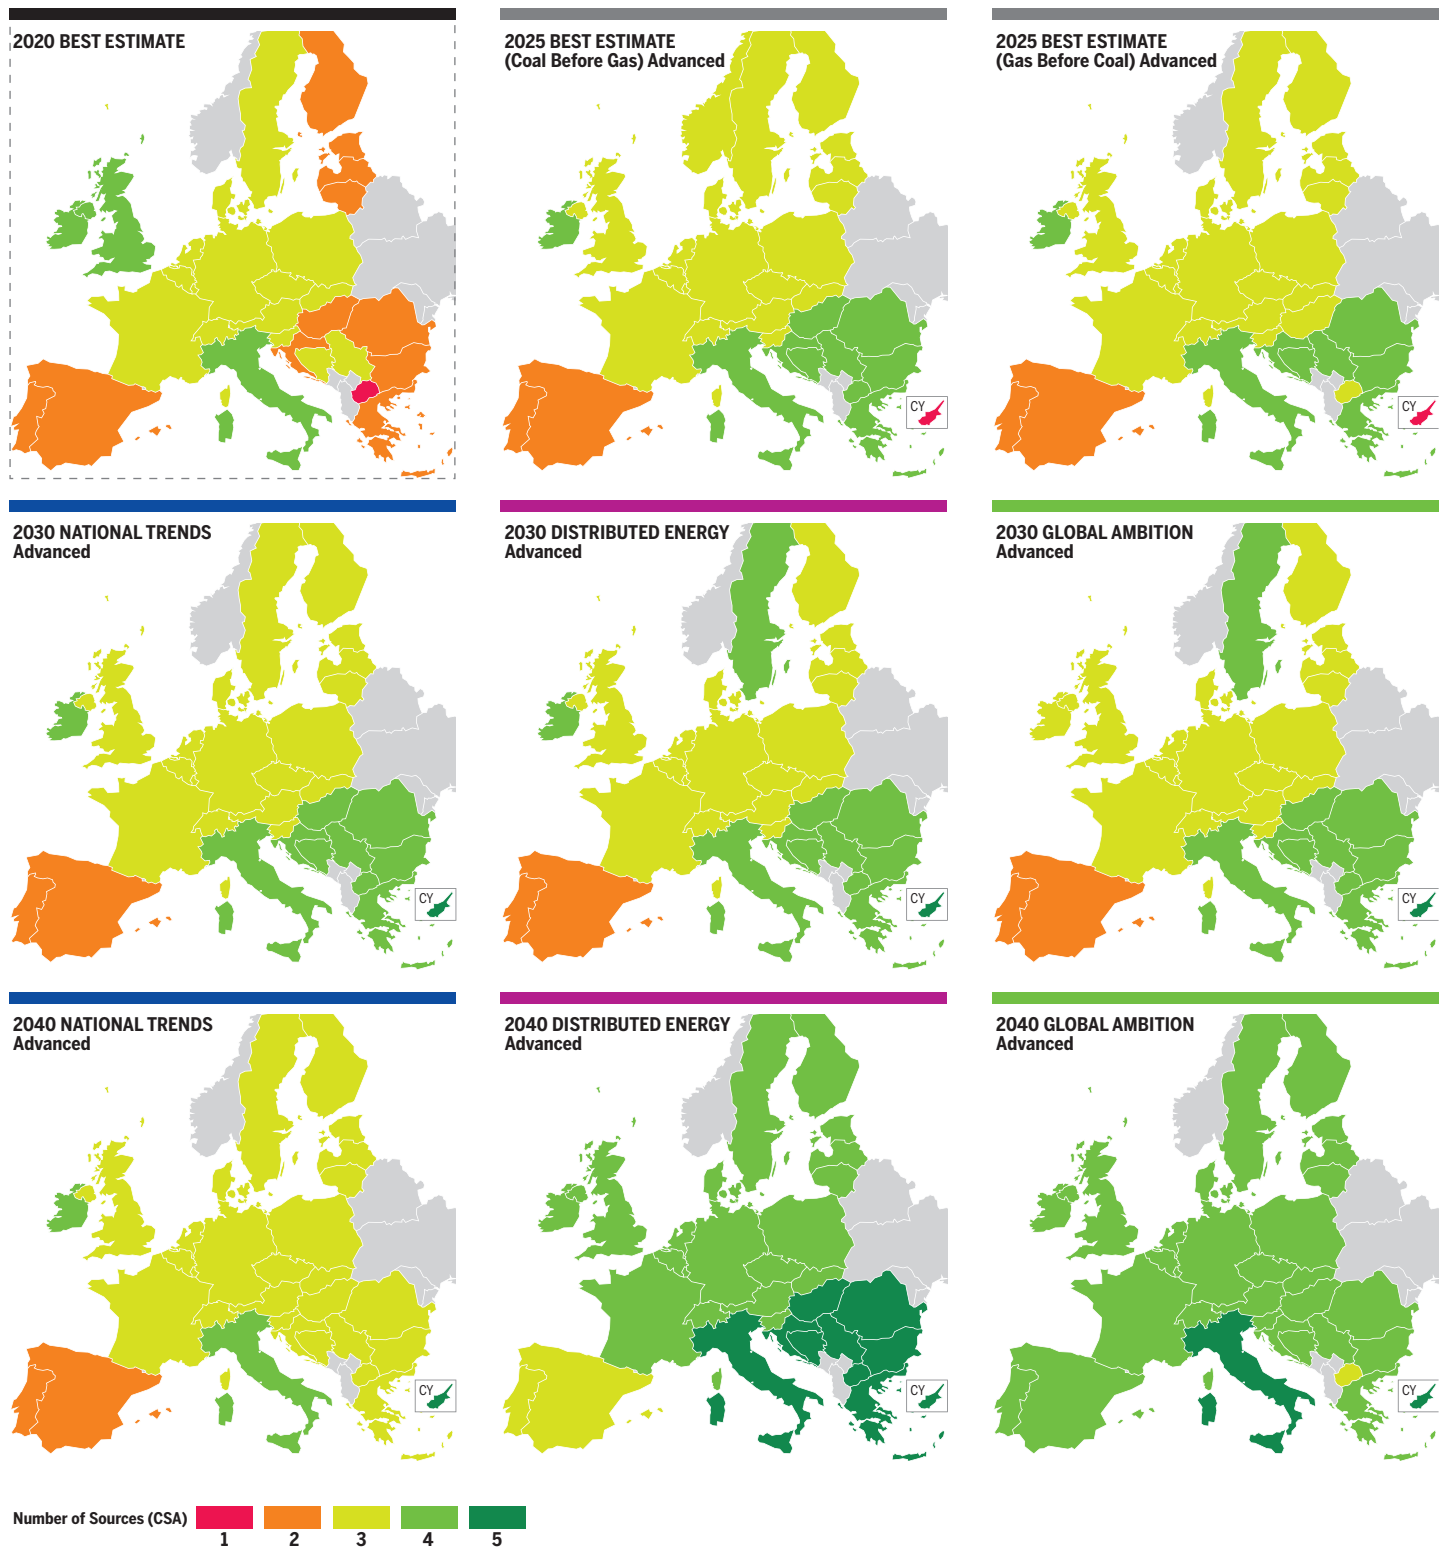 2020 BEST ESTIMATE
2025 BEST ESTIMATE
(Coal Before Gas) Advanced
2025 BEST ESTIMATE
(Gas Before Coal) Advanced
CY
CY
2030 NATIONAL TRENDS
Advanced
2030 DISTRIBUTED ENERGY
Advanced
2030 GLOBAL AMBITION
Advanced
CY
CY
CY
2040 NATIONAL TRENDS
Advanced
2040 DISTRIBUTED ENERGY
Advanced
2040 GLOBAL AMBITION
Advanced
CY
CY
CY
Number of Sources (CSA)
1 2 3 4 5